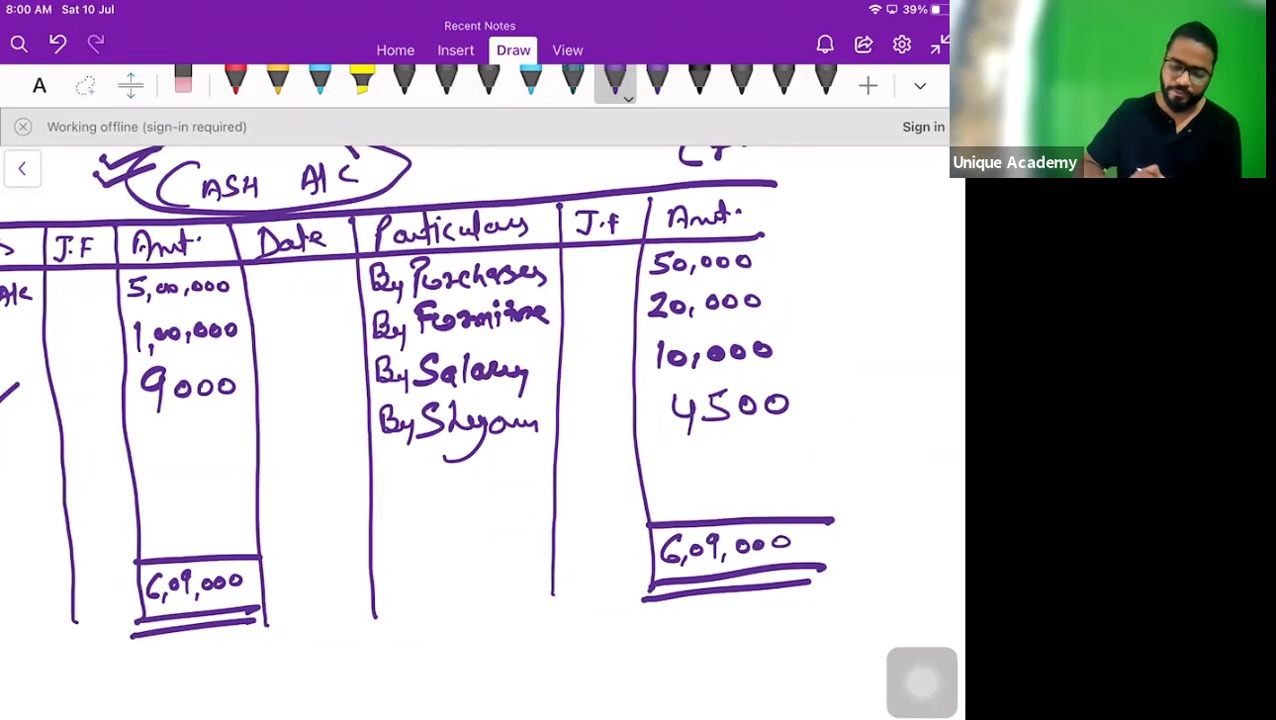 8:00 AM Sat 10 Jul 39%
Recent Notes
Home Insert Draw View
A
Working offline (sign-in required) Sign in
Unique Academy
CASH A/C
J.F Amt. Date Particulars J.f Amt.
A/c 5,00,000 By Purchases 50,000
1,00,000 By Furniture 20,000
9000 By Salary 10,000
By Shyam 4500
6,09,000 6,09,000